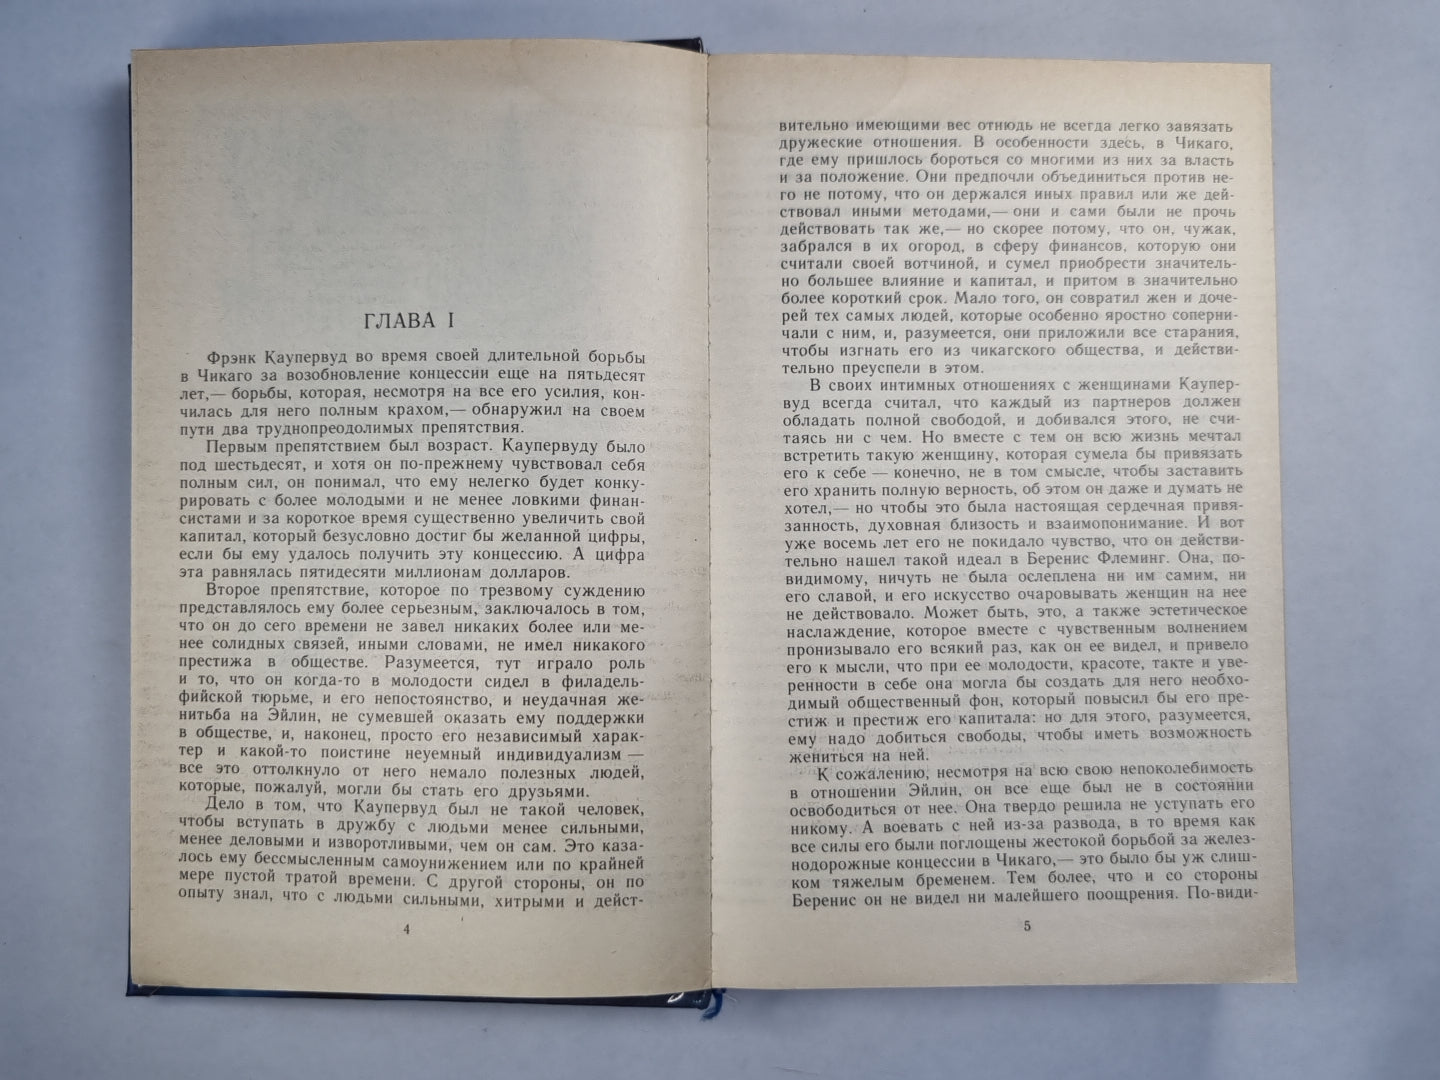 ГЛАВА I
Фрэнк Каупервуд во время своей длительной борьбы
в Чикаго за возобновление концессии еще на пятьдесят
лет,— борьбы, которая, несмотря на все его усилия, кон-
чилась для него полным крахом,— обнаружил на своем
пути два труднопреодолимых препятствия.
Первым препятствием был возраст. Каупервуду было
под шестьдесят, и хотя он по-прежнему чувствовал себя
полным сил, он понимал, что ему нелегко будет конку-
рировать с более молодыми и не менее ловкими финан-
систами и за короткое время существенно увеличить свой
капитал, который безусловно достиг бы желанной цифры,
если бы ему удалось получить эту концессию. А цифра
эта равнялась пятидесяти миллионам долларов.
Второе препятствие, которое по трезвому суждению
представлялось ему более серьезным, заключалось в том,
что он до сего времени не завел никаких более или ме-
нее солидных связей, иными словами, не имел никакого
престижа в обществе. Разумеется, тут играло роль
и то, что он когда-то в молодости сидел в филадель-
фийской тюрьме, и его непостоянство, и неудачная же-
нитьба на Эйлин, не сумевшей оказать ему поддержки
в обществе, и, наконец, просто его независимый харак-
тер и какой-то поистине неуемный индивидуализм —
все это оттолкнуло от него немало полезных людей,
которые, пожалуй, могли бы стать его друзьями.
Дело в том, что Каупервуд был не такой человек,
чтобы вступать в дружбу с людьми менее сильными,
менее деловыми и изворотливыми, чем он сам. Это каза-
лось ему бессмысленным самоунижением или по крайней
мере пустой тратой времени. С другой стороны, он по
опыту знал, что с людьми сильными, хитрыми и дейст-
4
вительно имеющими вес отнюдь не всегда легко завязать
дружеские отношения. В особенности здесь, в Чикаго,
где ему пришлось бороться со многими из них за власть
и за положение. Они предпочли объединиться против не-
го не потому, что он держался иных правил или же дей-
ствовал иными методами,— они и сами были не прочь
действовать так же,— но скорее потому, что он, чужак,
забрался в их огород, в сферу финансов, которую они
считали своей вотчиной, и сумел приобрести значитель-
но большее влияние и капитал, и притом в значительно
более короткий срок. Мало того, он совратил жен и доче-
рей тех самых людей, которые особенно яростно соперни-
чали с ним, и, разумеется, они приложили все старания,
чтобы изгнать его из чикагского общества, и действи-
тельно преуспели в этом.
В своих интимных отношениях с женщинами Каупер-
вуд всегда считал, что каждый из партнеров должен
обладать полной свободой, и добивался этого, не счи-
таясь ни с чем. Но вместе с тем он всю жизнь мечтал
встретить такую женщину, которая сумела бы привязать
его к себе — конечно, не в том смысле, чтобы заставить
его хранить полную верность, об этом он даже и думать не
хотел,— но чтобы это была настоящая сердечная привя-
занность, духовная близость и взаимопонимание. И вот
уже восемь лет его не покидало чувство, что он действи-
тельно нашел такой идеал в Беренис Флеминг. Она, по-
видимому, ничуть не была ослеплена ни им самим, ни
его славой, и его искусство очаровывать женщин на нее
не действовало. Может быть, это, а также эстетическое
наслаждение, которое вместе с чувственным волнением
пронизывало его всякий раз, как он ее видел, и привело
его к мысли, что при ее молодости, красоте, такте и уве-
ренности в себе она могла бы создать для него необхо-
димый общественный фон, который повысил бы его пре-
стиж и престиж его капитала: но для этого, разумеется,
ему надо добиться свободы, чтобы иметь возможность
жениться на ней.
К сожалению, несмотря на всю свою непоколебимость
в отношении Эйлин, он все еще был не в состоянии
освободиться от нее. Она твердо решила не уступать его
никому. А воевать с ней из-за развода, в то время как
все силы его были поглощены жестокой борьбой за желез-
нодорожные концессии в Чикаго,— это было бы уж слиш-
ком тяжелым бременем. Тем более, что и со стороны
Беренис он не видел ни малейшего поощрения. По-види-
5